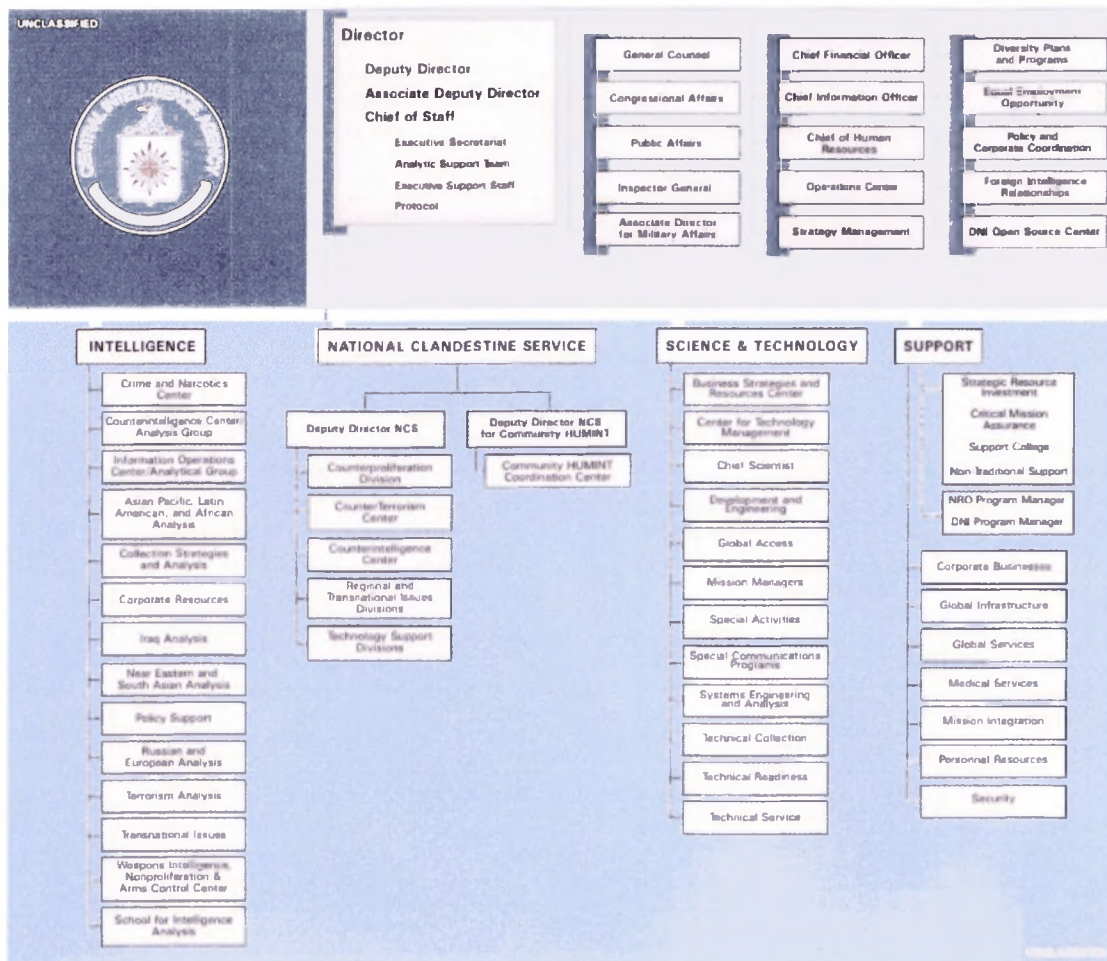 UNCLASSIFIED
CENTRAL INTELLIGENCE AGENCY
Director
Deputy Director
Associate Deputy Director
Chief of Staff
Executive Secretariat
Analytic Support Team
Executive Support Staff
Protocol
General Counsel
Congressional Affairs
Public Affairs
Inspector General
Associate Director
for Military Affairs
Chief Financial Officer
Chief Information Officer
Chief of Human
Resources
Operations Center
Strategy Management
Diversity Plans
and Programs
Equal Employment
Opportunity
Policy and
Corporate Coordination
Foreign Intelligence
Relationships
DNI Open Source Center
INTELLIGENCE
Crime and Narcotics
Center
Counterintelligence Center/
Analysis Group
Information Operations
Center/Analytical Group
Asian Pacific, Latin
American, and African
Analysis
Collection Strategies
and Analysis
Corporate Resources
Iraq Analysis
Near Eastern and
South Asian Analysis
Policy Support
Russian and
European Analysis
Terrorism Analysis
Transnational Issues
Weapons Intelligence,
Nonproliferation &
Arms Control Center
School for Intelligence
Analysis
NATIONAL CLANDESTINE SERVICE
Deputy Director NCS
Counterproliferation
Division
CounterTerrorism
Center
Counterintelligence
Center
Regional and
Transnational Issues
Divisions
Technology Support
Divisions
Deputy Director NCS
for Community HUMINT
Community HUMINT
Coordination Center
SCIENCE & TECHNOLOGY
Business Strategies and
Resources Center
Center for Technology
Management
Chief Scientist
Development and
Engineering
Global Access
Mission Managers
Special Activities
Special Communications
Programs
Systems Engineering
and Analysis
Technical Collection
Technical Readiness
Technical Service
SUPPORT
Strategic Resource
Investment
Critical Mission
Assurance
Support College
Non Traditional Support
NRO Program Manager
DNI Program Manager
Corporate Businesses
Global Infrastructure
Global Services
Medical Services
Mission Integration
Personnel Resources
Security